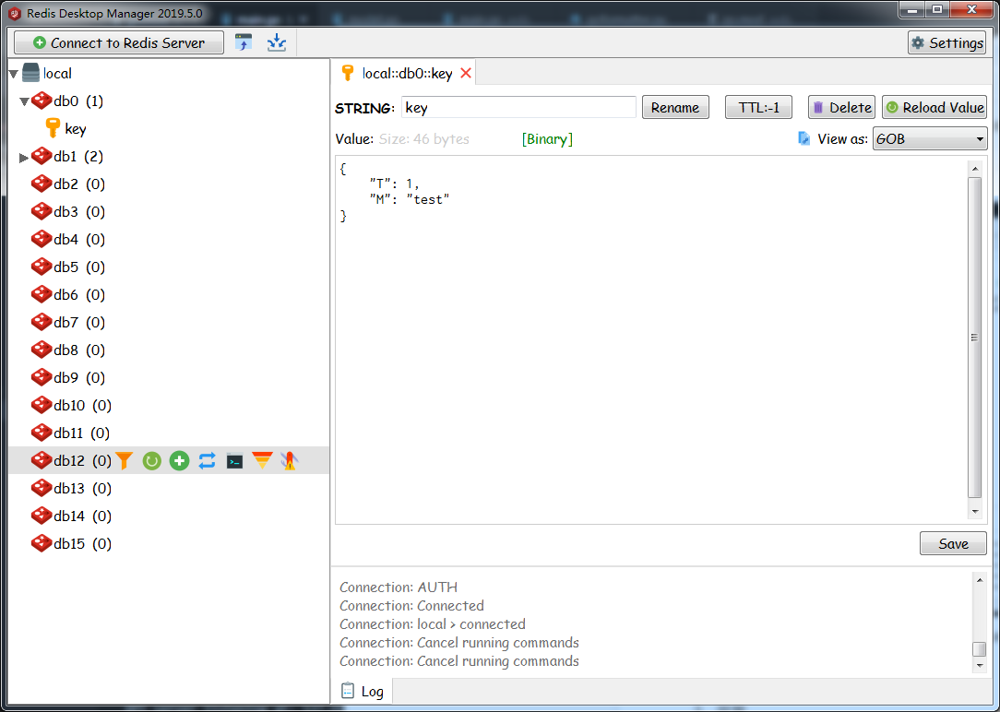 Redis Desktop Manager 2019.5.0
Connect to Redis Server
Settings
local
db0 (1)
key
db1 (2)
db2 (0)
db3 (0)
db4 (0)
db5 (0)
db6 (0)
db7 (0)
db8 (0)
db9 (0)
db10 (0)
db11 (0)
db12 (0)
db13 (0)
db14 (0)
db15 (0)
local::db0::key
STRING: key Rename TTL:-1 Delete Reload Value
Value: Size: 46 bytes [Binary] View as: GOB
{
    "T": 1,
    "M": "test"
}
Save
Connection: AUTH
Connection: Connected
Connection: local > connected
Connection: Cancel running commands
Connection: Cancel running commands
Log